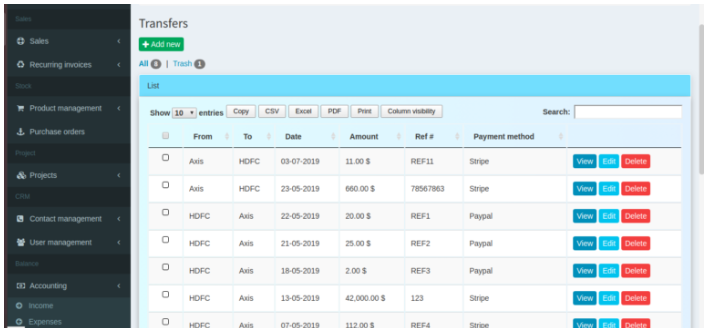 Sales
Sales
Recurring invoices
Store
Product management
Purchase orders
Project
Projects
CRM
Contact management
User management
Balance
Accounting
Income
Expenses
Transfers
Add new
All 8 | Trash
List
Show 10 entries Copy CSV Excel PDF Print Column visibility Search:
From To Date Amount Ref # Payment method
Axis HDFC 03-07-2019 11.00 $ REF11 Stripe View Edit Delete
Axis HDFC 23-05-2019 660.00 $ 78567863 Stripe View Edit Delete
HDFC Axis 22-05-2019 20.00 $ REF1 Paypal View Edit Delete
HDFC Axis 21-05-2019 25.00 $ REF2 Paypal View Edit Delete
HDFC Axis 18-05-2019 2.00 $ REF3 Paypal View Edit Delete
HDFC Axis 13-05-2019 42,000.00 $ 123 Stripe View Edit Delete
HDFC Axis 07-05-2019 112.00 $ REF4 Stripe View Edit Delete